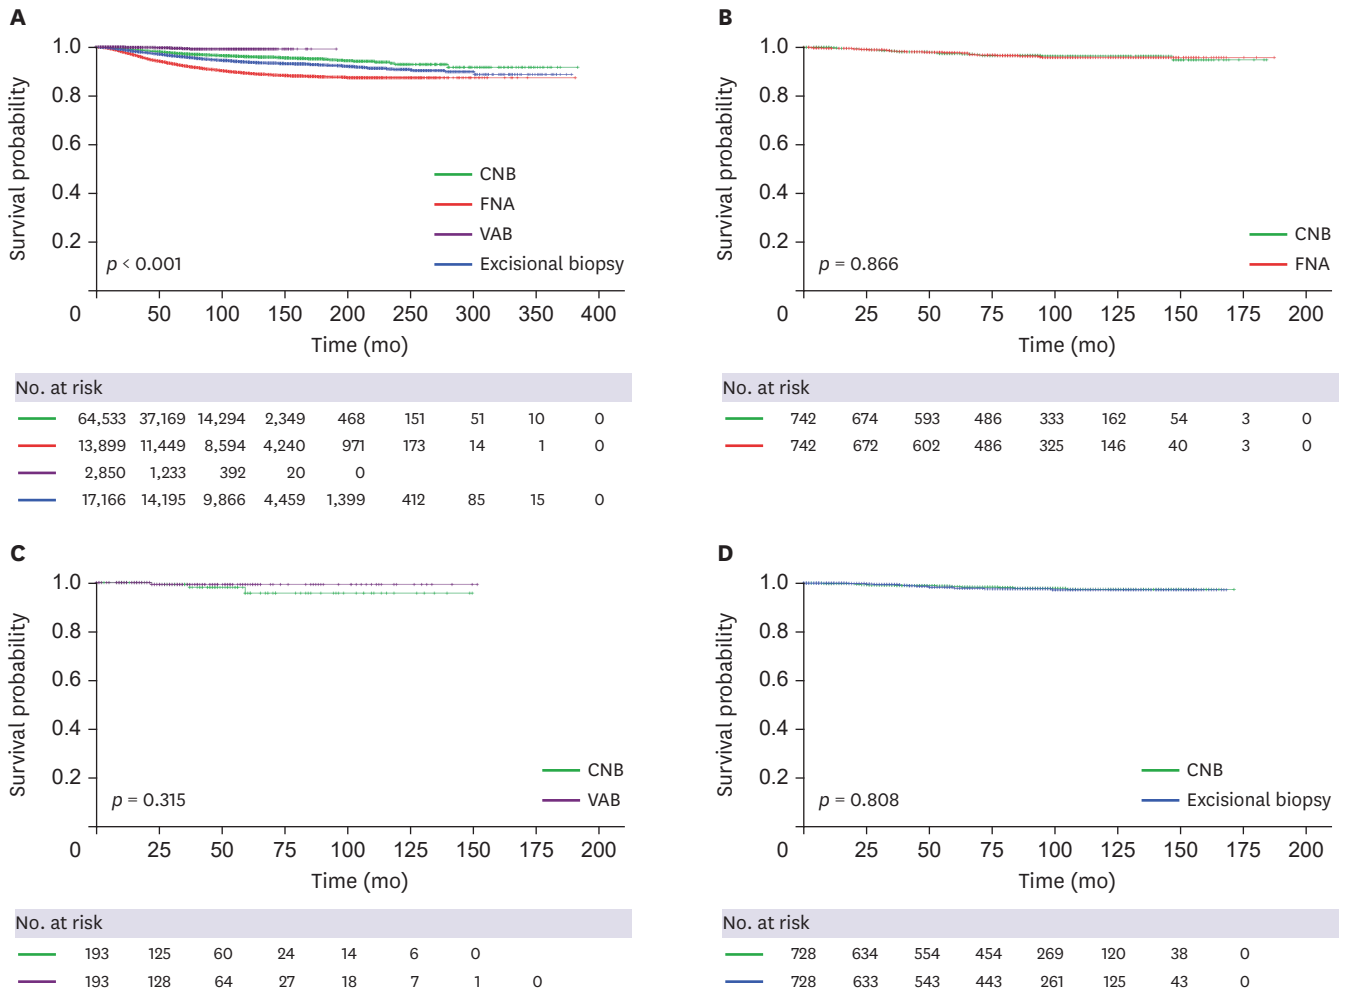 A
Survival probability
1.0
0.8
0.6
0.4
0.2
CNB
FNA
VAB
Excisional biopsy
p < 0.001
0 50 100 150 200 250 300 350 400
Time (mo)
No. at risk
64,533 37,169 14,294 2,349 468 151 51 10 0
13,899 11,449 8,594 4,240 971 173 14 1 0
2,850 1,233 392 20 0
17,166 14,195 9,866 4,459 1,399 412 85 15 0
B
Survival probability
1.0
0.8
0.6
0.4
0.2
CNB
FNA
p = 0.866
0 25 50 75 100 125 150 175 200
Time (mo)
No. at risk
742 674 593 486 333 162 54 3 0
742 672 602 486 325 146 40 3 0
C
Survival probability
1.0
0.8
0.6
0.4
0.2
CNB
VAB
p = 0.315
0 25 50 75 100 125 150 175 200
Time (mo)
No. at risk
193 125 60 24 14 6 0
193 128 64 27 18 7 1 0
D
Survival probability
1.0
0.8
0.6
0.4
0.2
CNB
Excisional biopsy
p = 0.808
0 25 50 75 100 125 150 175 200
Time (mo)
No. at risk
728 634 554 454 269 120 38 0
728 633 543 443 261 125 43 0